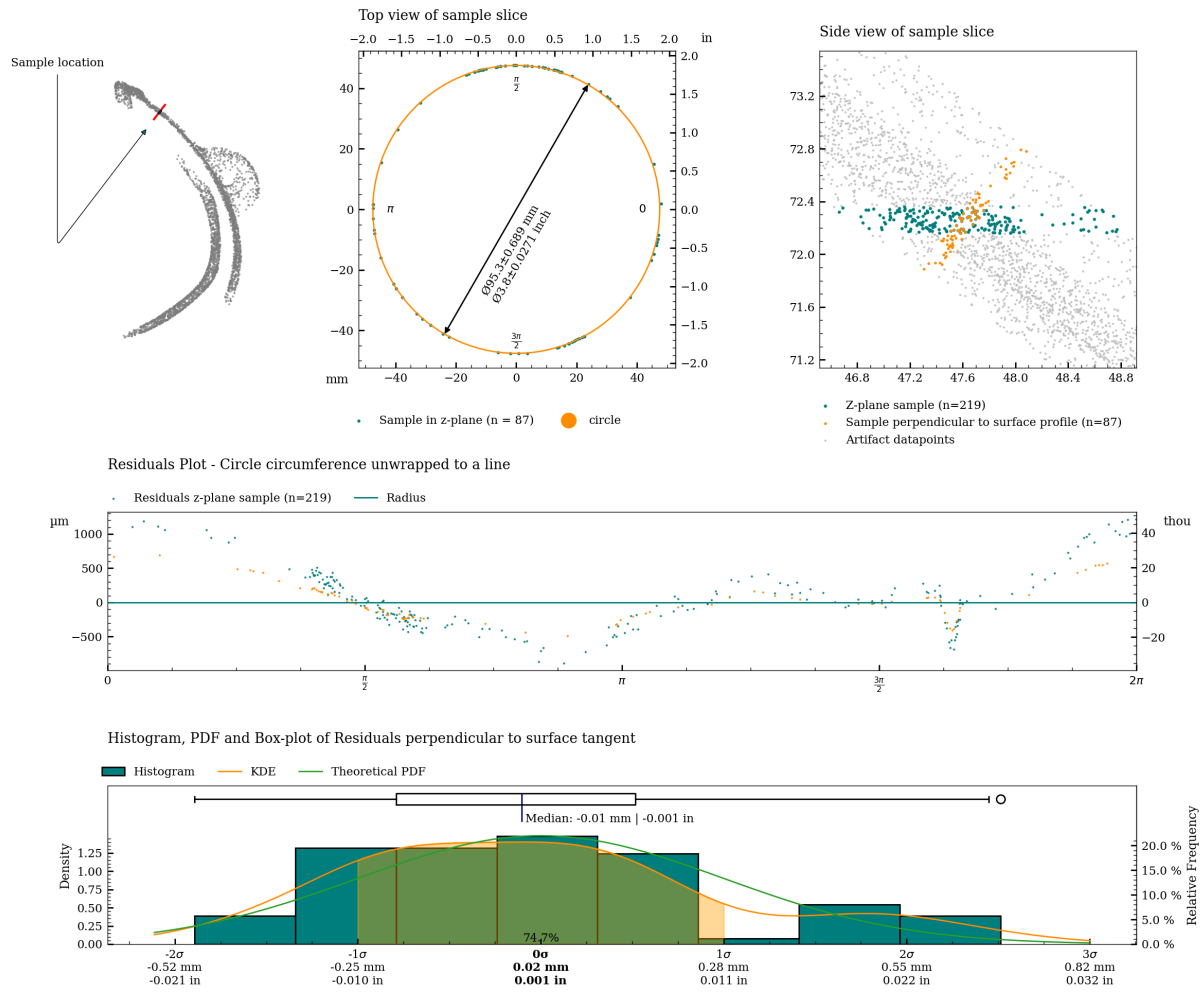 Sample location
Top view of sample slice
−2.0 −1.5 −1.0 −0.5 0.0 0.5 1.0 1.5 2.0 in
40
20
0
−20
−40
2.0
1.5
1.0
0.5
0.0
−0.5
−1.0
−1.5
−2.0
π/2
π
0
3π/2
Ø95.3±0.689 mm
Ø3.8±0.0271 inch
mm −40 −20 0 20 40
Sample in z-plane (n = 87) circle
Side view of sample slice
73.2
72.8
72.4
72.0
71.6
71.2
46.8 47.2 47.6 48.0 48.4 48.8
Z-plane sample (n=219)
Sample perpendicular to surface profile (n=87)
Artifact datapoints
Residuals Plot - Circle circumference unwrapped to a line
Residuals z-plane sample (n=219) Radius
µm
1000
500
0
−500
thou
40
20
0
−20
0 π/2 π 3π/2 2π
Histogram, PDF and Box-plot of Residuals perpendicular to surface tangent
Histogram KDE Theoretical PDF
Median: -0.01 mm | -0.001 in
Density
1.25
1.00
0.75
0.50
0.25
0.00
Relative Frequency
20.0 %
15.0 %
10.0 %
5.0 %
0.0 %
74.7%
-2σ -1σ 0σ 1σ 2σ 3σ
-0.52 mm -0.25 mm 0.02 mm 0.28 mm 0.55 mm 0.82 mm
-0.021 in -0.010 in 0.001 in 0.011 in 0.022 in 0.032 in